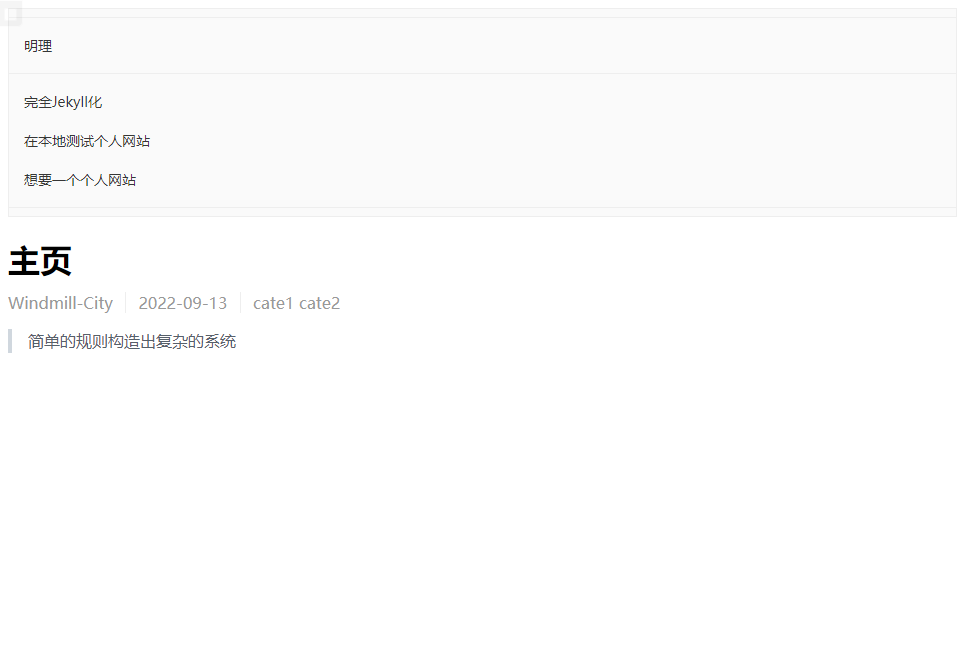 明理
完全Jekyll化
在本地测试个人网站
想要一个个人网站
主页
Windmill-City 2022-09-13 cate1 cate2
简单的规则构造出复杂的系统